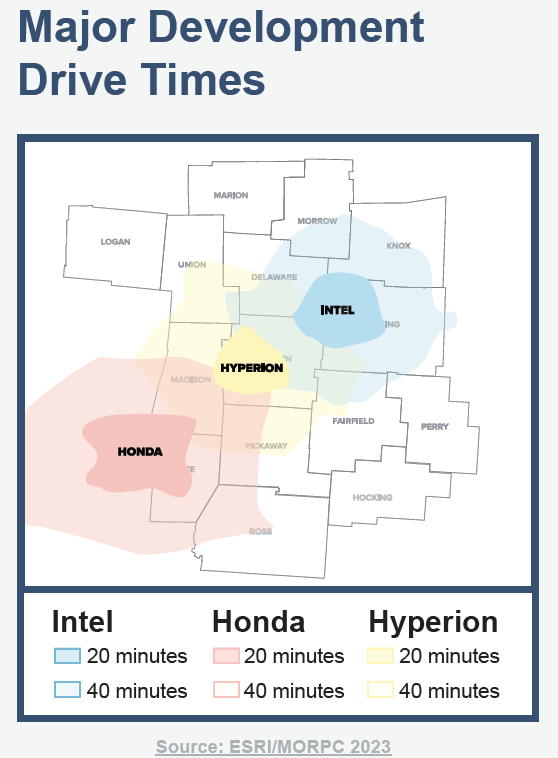 Major Development
Drive Times
MARION
MORROW
LOGAN
KNOX
UNION
DELAWARE
INTEL
ING
HYPERION
N
MADISON
FAIRFIELD
PERRY
PICKAWAY
HONDA
TE
HOCKING
ROSS
Intel Honda Hyperion
20 minutes 20 minutes 20 minutes
40 minutes 40 minutes 40 minutes
Source: ESRI/MORPC 2023